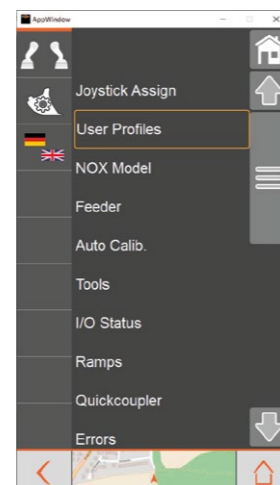 AppWindow
Joystick Assign
User Profiles
NOX Model
Feeder
Auto Calib.
Tools
I/O Status
Ramps
Quickcoupler
Errors